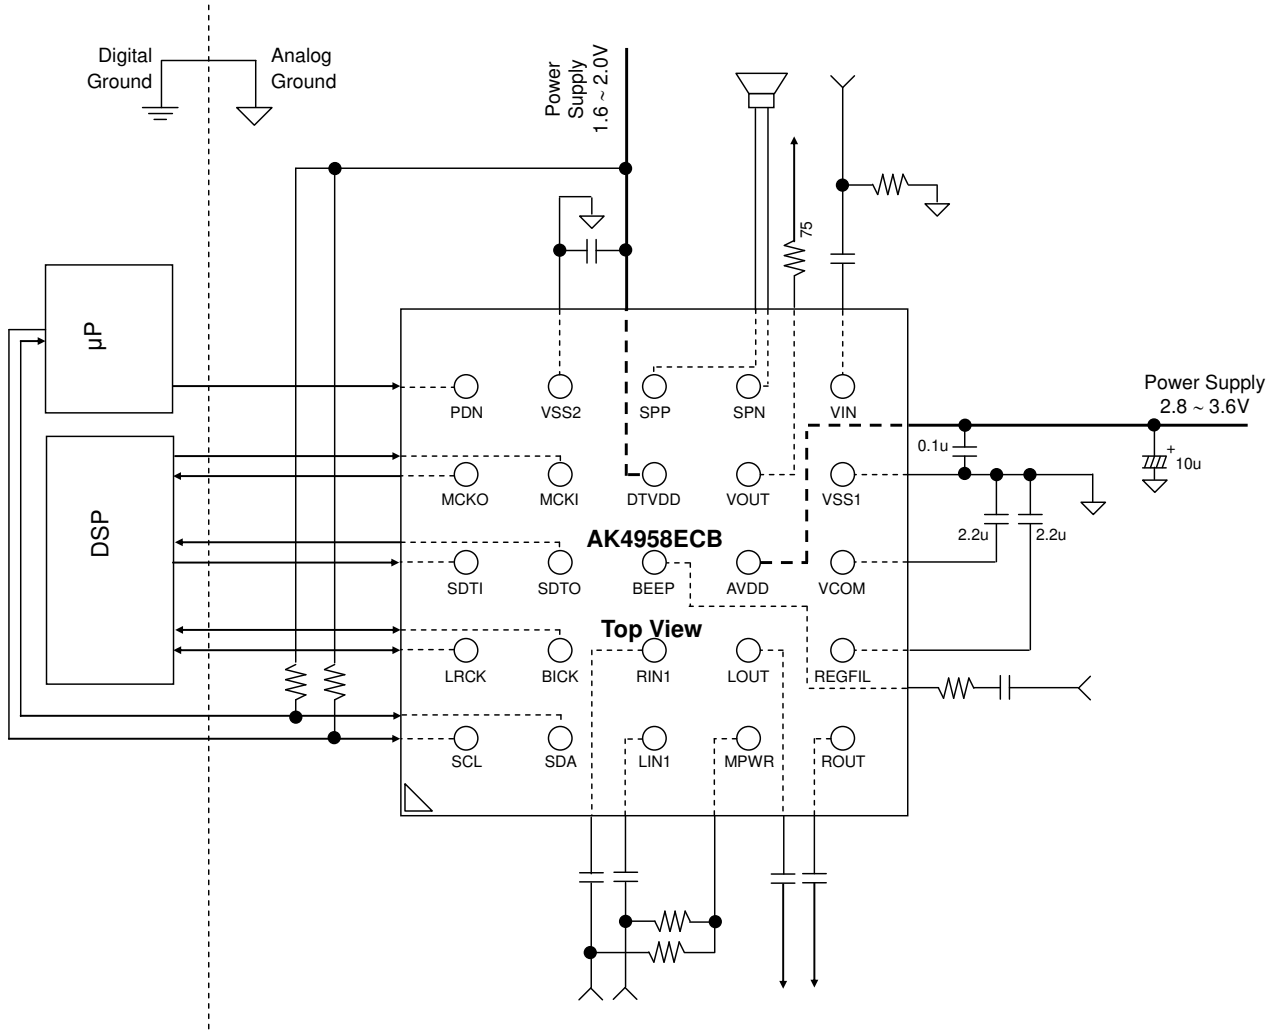 Digital
Ground
Analog
Ground
Power
Supply
1.6 ~ 2.0V
75
µP
DSP
PDN
VSS2
SPP
SPN
VIN
Power Supply
2.8 ~ 3.6V
0.1u
+
10u
MCKO
MCKI
DTVDD
VOUT
VSS1
2.2u
2.2u
AK4958ECB
SDTI
SDTO
BEEP
AVDD
VCOM
Top View
LRCK
BICK
RIN1
LOUT
REGFIL
SCL
SDA
LIN1
MPWR
ROUT